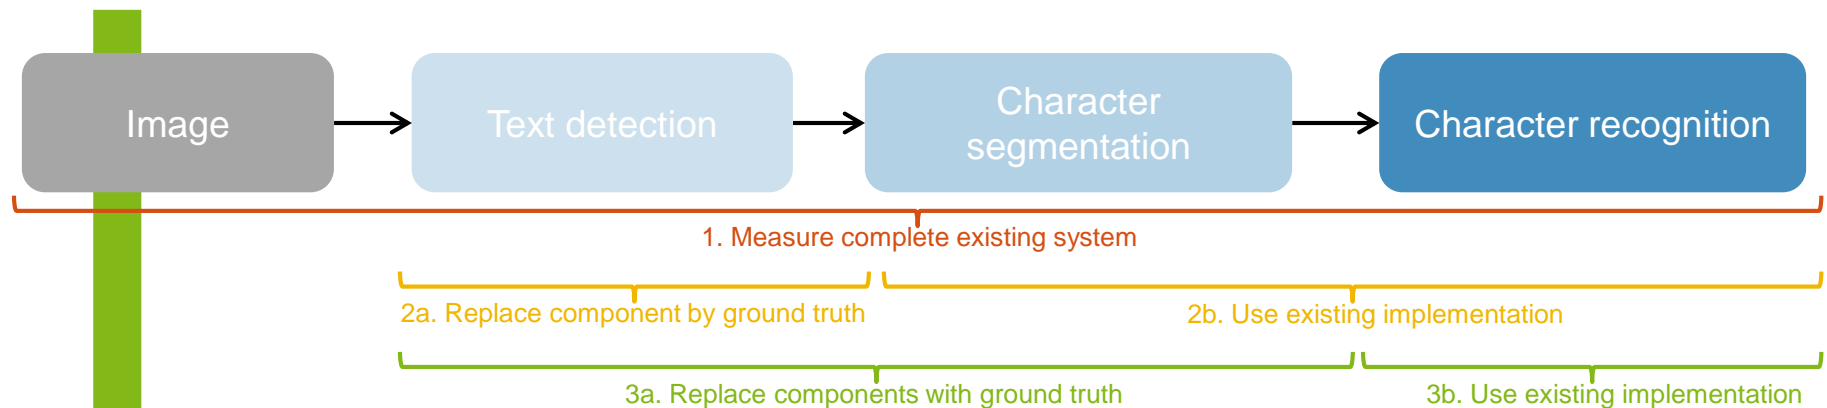 Image
Text detection
Character
segmentation
Character recognition
1. Measure complete existing system
2a. Replace component by ground truth
2b. Use existing implementation
3a. Replace components with ground truth
3b. Use existing implementation